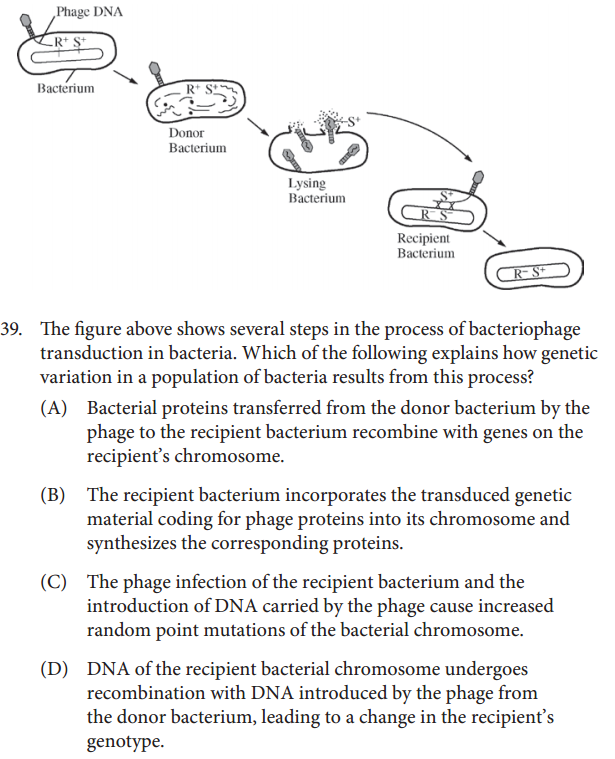 Phage DNA
R⁺ S⁺
Bacterium
R⁺ S⁺
Donor
Bacterium
S⁺
Lysing
Bacterium
S⁺
R⁻ S⁻
Recipient
Bacterium
R⁻ S⁺
39. The figure above shows several steps in the process of bacteriophage
transduction in bacteria. Which of the following explains how genetic
variation in a population of bacteria results from this process?
(A) Bacterial proteins transferred from the donor bacterium by the
phage to the recipient bacterium recombine with genes on the
recipient’s chromosome.
(B) The recipient bacterium incorporates the transduced genetic
material coding for phage proteins into its chromosome and
synthesizes the corresponding proteins.
(C) The phage infection of the recipient bacterium and the
introduction of DNA carried by the phage cause increased
random point mutations of the bacterial chromosome.
(D) DNA of the recipient bacterial chromosome undergoes
recombination with DNA introduced by the phage from
the donor bacterium, leading to a change in the recipient’s
genotype.